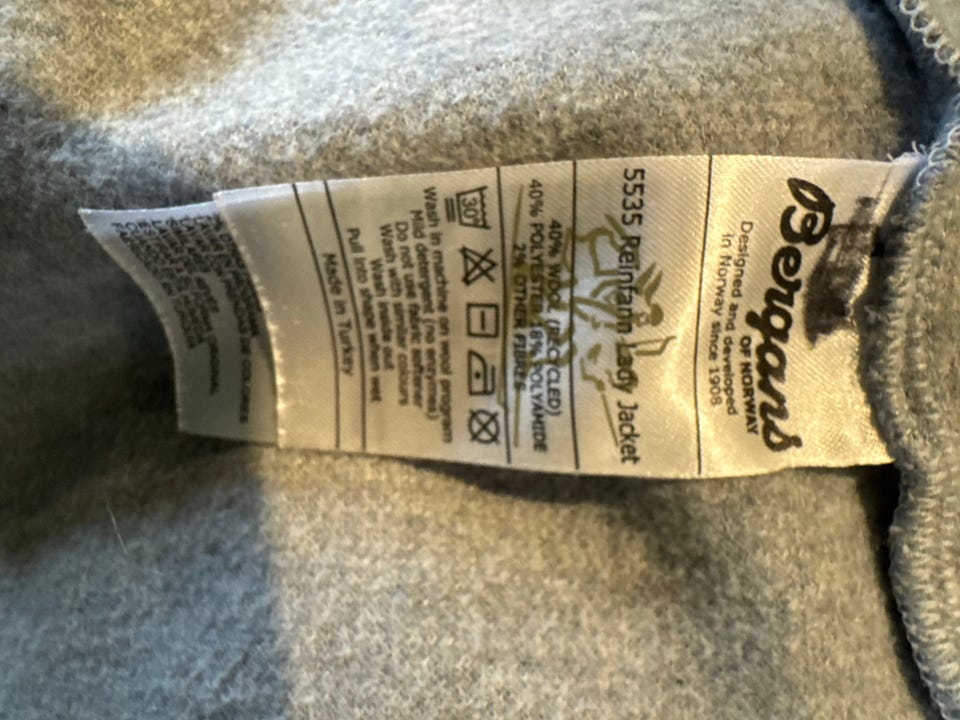 Bergans
OF NORWAY
Designed and developed
in Norway since 1908
5535 Reinfann Lady Jacket
40% WOOL (RECYCLED)
40% POLYESTER 18% POLYAMIDE
2% OTHER FIBRES
30°
Wash in machine on wool program
Mild detergent (no enzymes)
Do not use fabric softener
Wash with similar colours
Wash inside out
Pull into shape when wet
Made in Turkey